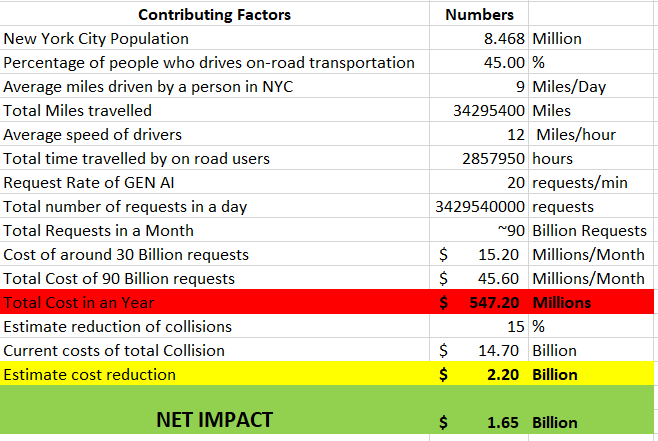 Contributing Factors Numbers
New York City Population 8.468 Million
Percentage of people who drives on-road transportation 45.00 %
Average miles driven by a person in NYC 9 Miles/Day
Total Miles travelled 34295400 Miles
Average speed of drivers 12 Miles/hour
Total time travelled by on road users 2857950 hours
Request Rate of GEN AI 20 requests/min
Total number of requests in a day 3429540000 requests
Total Requests in a Month ~90 Billion Requests
Cost of around 30 Billion requests $ 15.20 Millions/Month
Total Cost of 90 Billion requests $ 45.60 Millions/Month
Total Cost in an Year $ 547.20 Millions
Estimate reduction of collisions 15 %
Current costs of total Collision $ 14.70 Billion
Estimate cost reduction $ 2.20 Billion
NET IMPACT $ 1.65 Billion